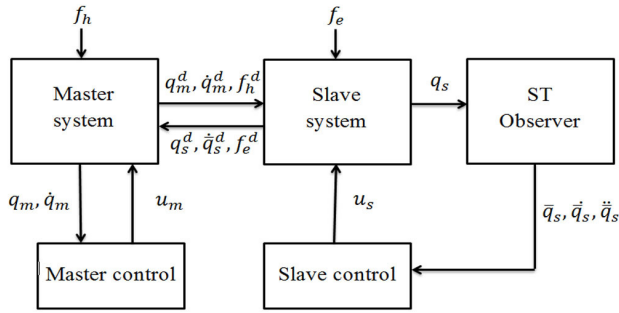 f_h
f_e
Master system
q_m^d, q̇_m^d, f_h^d
q_s^d, q̄̇_s^d, f_e^d
Slave system
q_s
ST Observer
q_m, q̇_m
u_m
u_s
q̄_s, q̄̇_s, q̄̈_s
Master control
Slave control